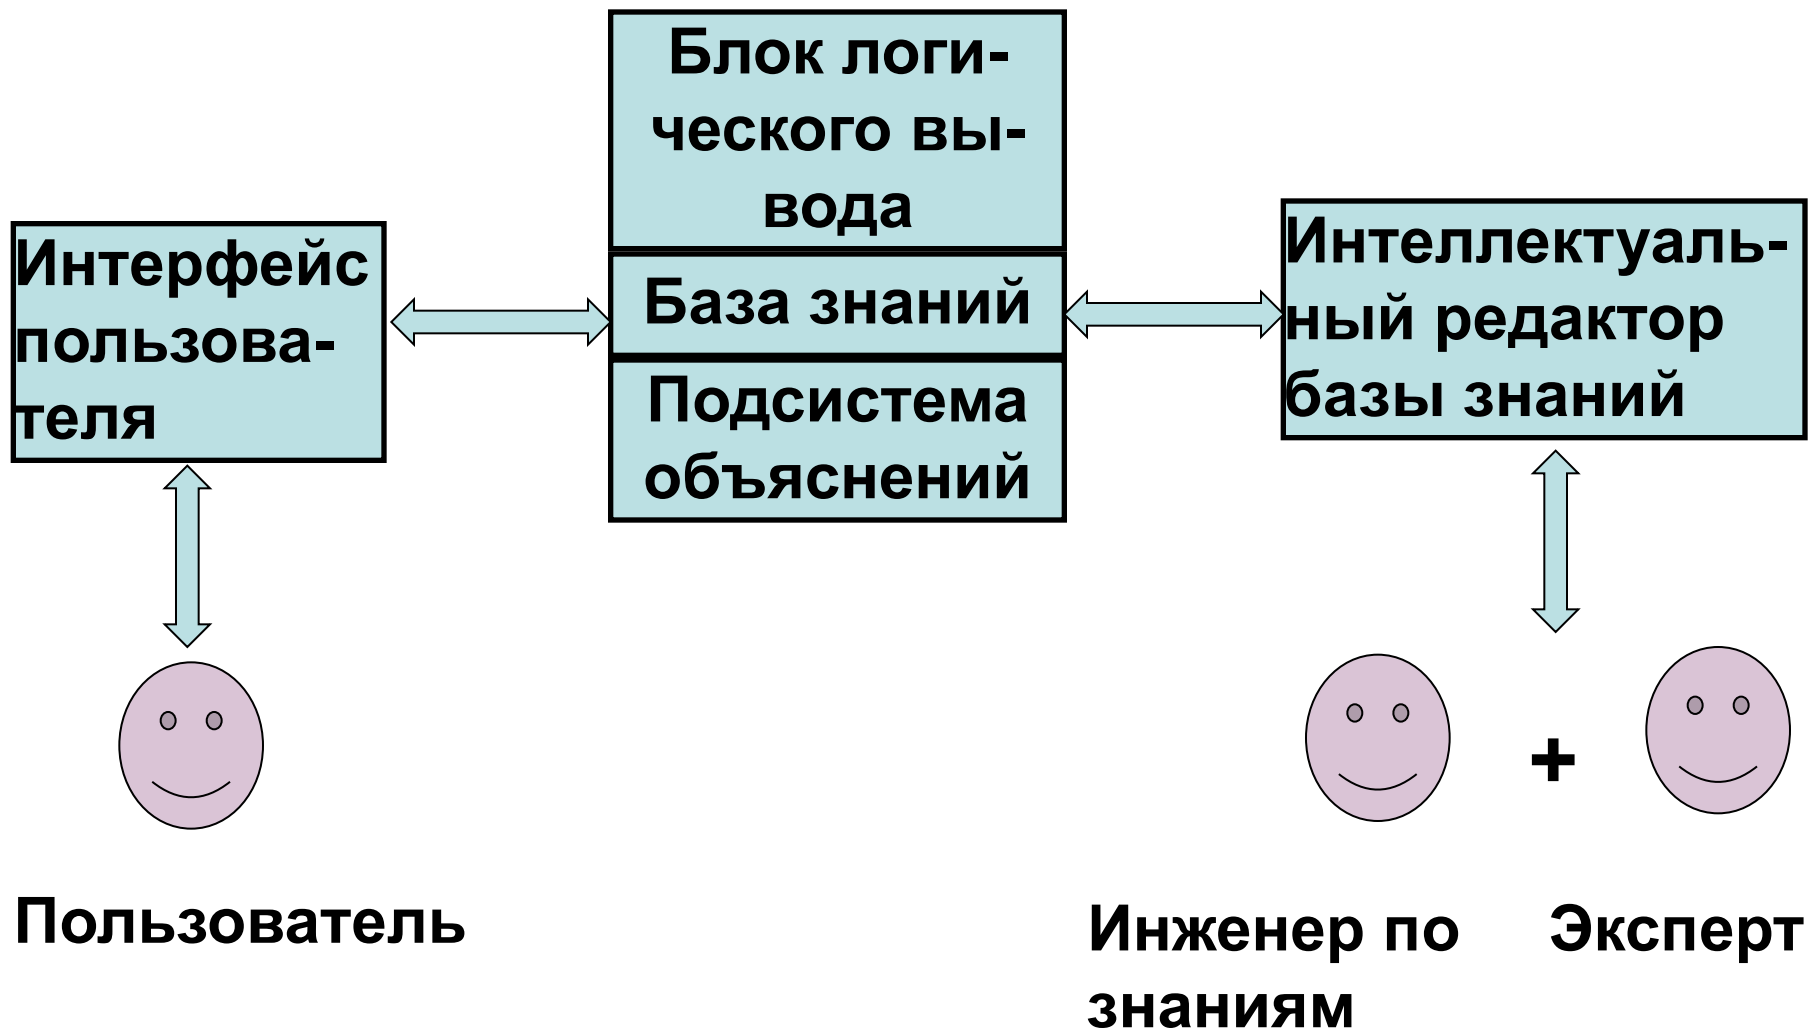 Блок логи-
ческого вы-
вода
База знаний
Подсистема
объяснений
Интерфейс
пользова-
теля
Интеллектуаль-
ный редактор
базы знаний
+
Пользователь
Инженер по
знаниям
Эксперт